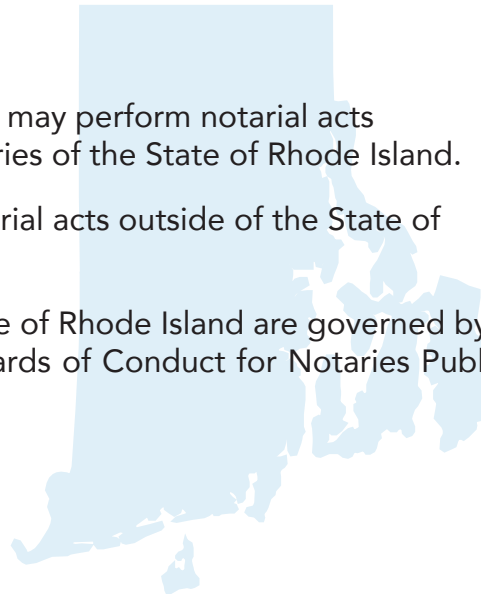 may perform notarial acts
ries of the State of Rhode Island.
rial acts outside of the State of
e of Rhode Island are governed by
ards of Conduct for Notaries Publ